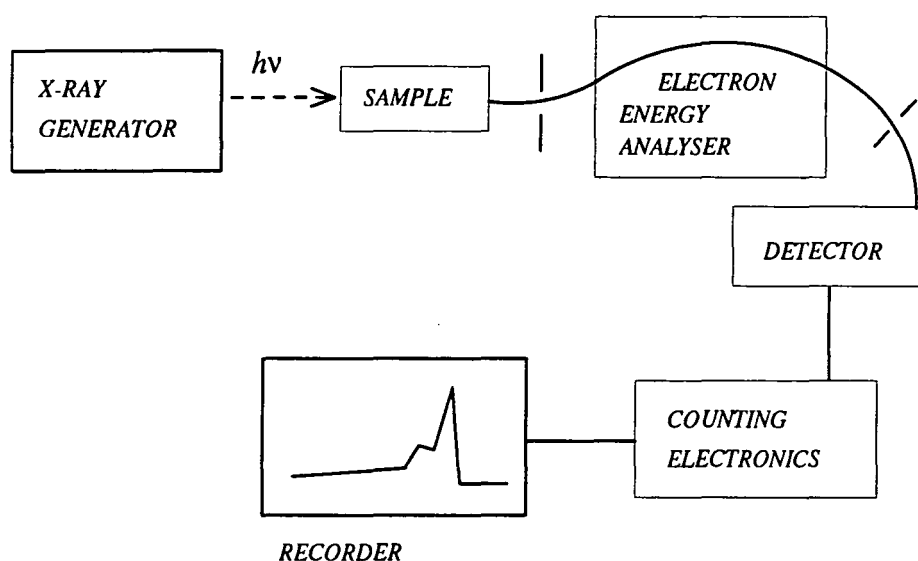 X-RAY
GENERATOR
hν
SAMPLE
ELECTRON
ENERGY
ANALYSER
DETECTOR
COUNTING
ELECTRONICS
RECORDER